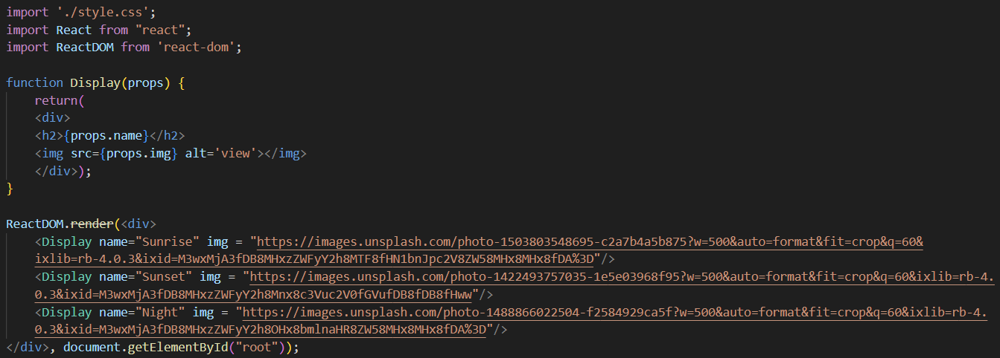 import './style.css';
import React from "react";
import ReactDOM from 'react-dom';
function Display(props) {
return(
<div>
<h2>{props.name}</h2>
<img src={props.img} alt='view'></img>
</div>);
}
ReactDOM.render(<div>
<Display name="Sunrise" img = "https://images.unsplash.com/photo-1503803548695-c2a7b4a5b875?w=500&auto=format&fit=crop&q=60&
ixlib=rb-4.0.3&ixid=M3wxMjA3fDB8MHxzZWFyY2h8MTF8fHN1bnJpc2V8ZW58MHx8MHx8fDA%3D"/>
<Display name="Sunset" img = "https://images.unsplash.com/photo-1422493757035-1e5e03968f95?w=500&auto=format&fit=crop&q=60&ixlib=rb-4.
0.3&ixid=M3wxMjA3fDB8MHxzZWFyY2h8Mnx8c3Vuc2V0fGVufDB8fDB8fHww"/>
<Display name="Night" img = "https://images.unsplash.com/photo-1488866022504-f2584929ca5f?w=500&auto=format&fit=crop&q=60&ixlib=rb-4.
0.3&ixid=M3wxMjA3fDB8MHxzZWFyY2h8OHx8bmlnaHR8ZW58MHx8MHx8fDA%3D"/>
</div>, document.getElementById("root"));